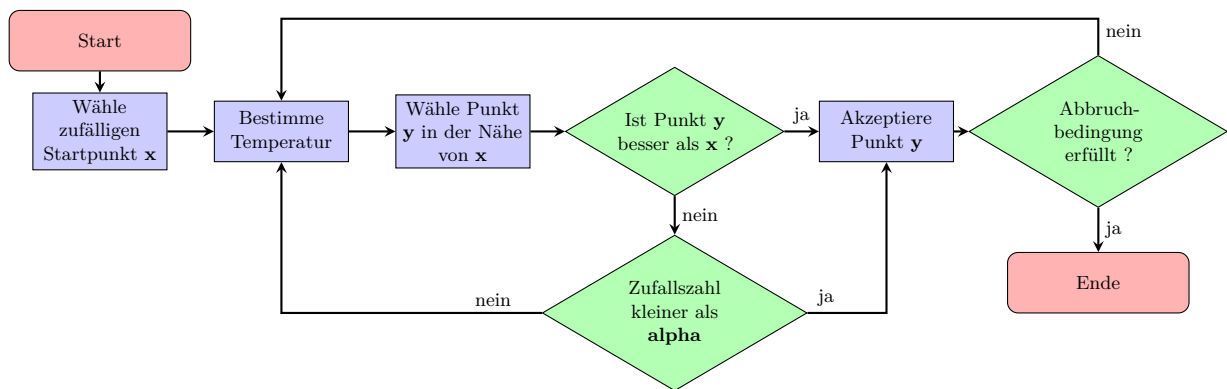 Start
Wähle
zufälligen
Startpunkt x
Bestimme
Temperatur
Wähle Punkt
y in der Nähe
von x
Ist Punkt y
besser als x ?
ja
nein
Akzeptiere
Punkt y
Abbruch-
bedingung
erfüllt ?
nein
ja
Ende
Zufallszahl
kleiner als
alpha
nein
ja